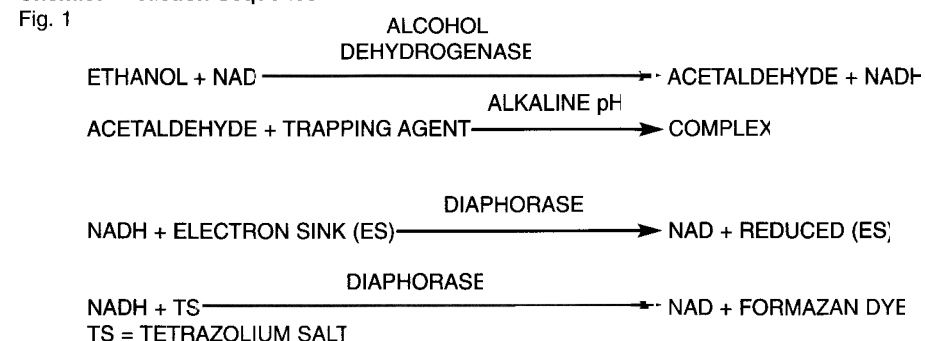 Fig. 1
ALCOHOL
DEHYDROGENASE
ETHANOL + NAD ACETALDEHYDE + NADH
ALKALINE pH
ACETALDEHYDE + TRAPPING AGENT COMPLEX
DIAPHORASE
NADH + ELECTRON SINK (ES) NAD + REDUCED (ES)
DIAPHORASE
NADH + TS NAD + FORMAZAN DYE
TS = TETRAZOLIUM SALT